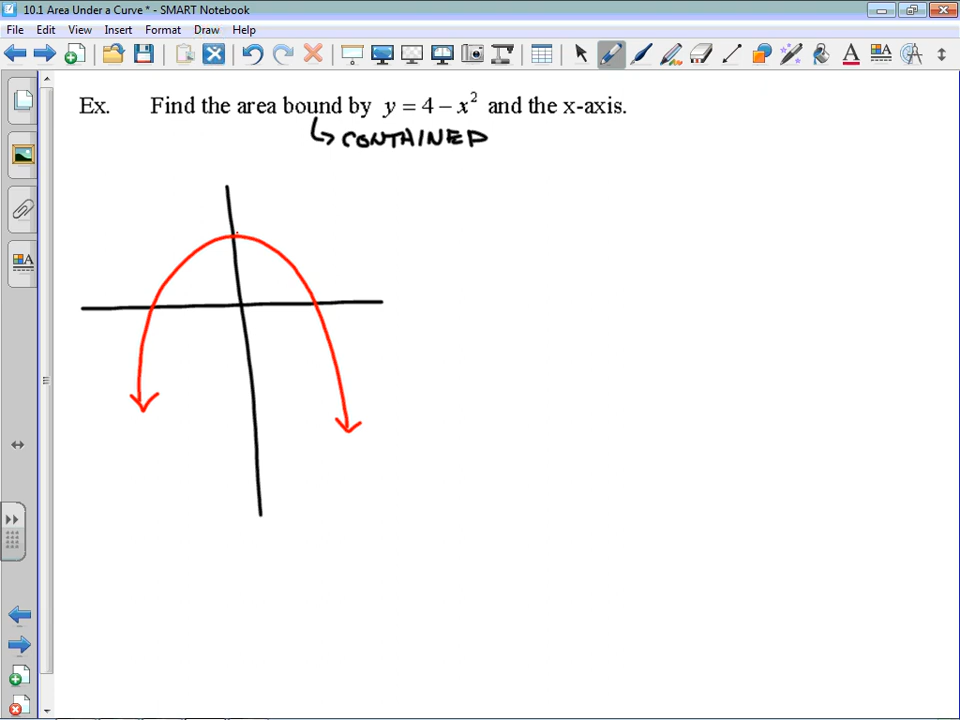 10.1 Area Under a Curve * - SMART Notebook
File Edit View Insert Format Draw Help
Ex. Find the area bound by y = 4 − x² and the x-axis.
CONTAINED